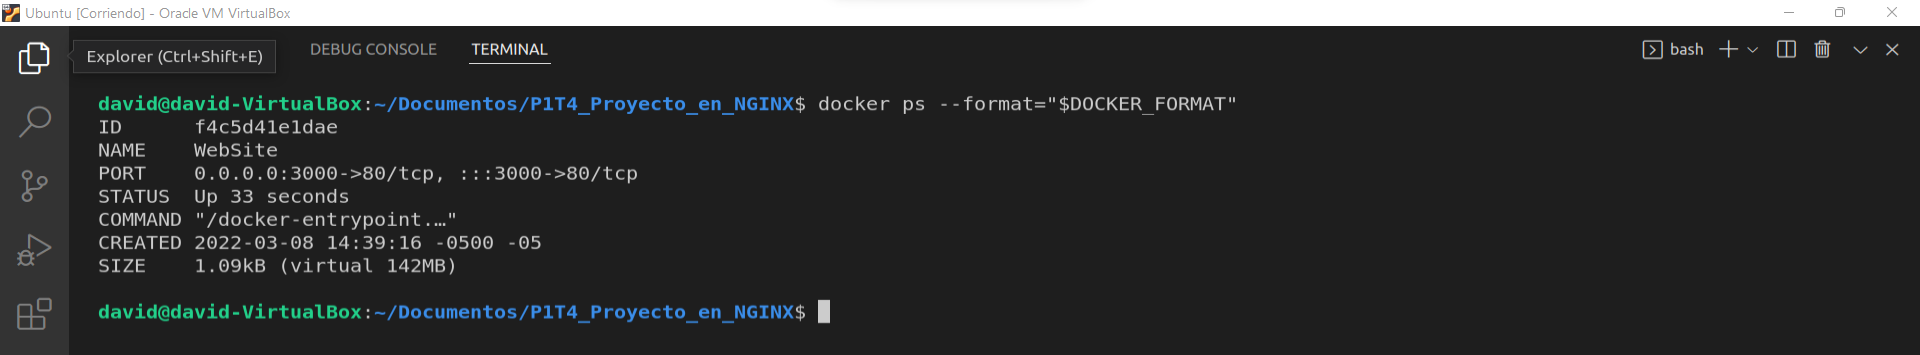 Ubuntu [Corriendo] - Oracle VM VirtualBox
Explorer (Ctrl+Shift+E)
DEBUG CONSOLE
TERMINAL
bash
david@david-VirtualBox:~/Documentos/P1T4_Proyecto_en_NGINX$ docker ps --format="$DOCKER_FORMAT"
ID      f4c5d41e1dae
NAME    WebSite
PORT    0.0.0.0:3000->80/tcp, :::3000->80/tcp
STATUS  Up 33 seconds
COMMAND "/docker-entrypoint.…"
CREATED 2022-03-08 14:39:16 -0500 -05
SIZE    1.09kB (virtual 142MB)
david@david-VirtualBox:~/Documentos/P1T4_Proyecto_en_NGINX$